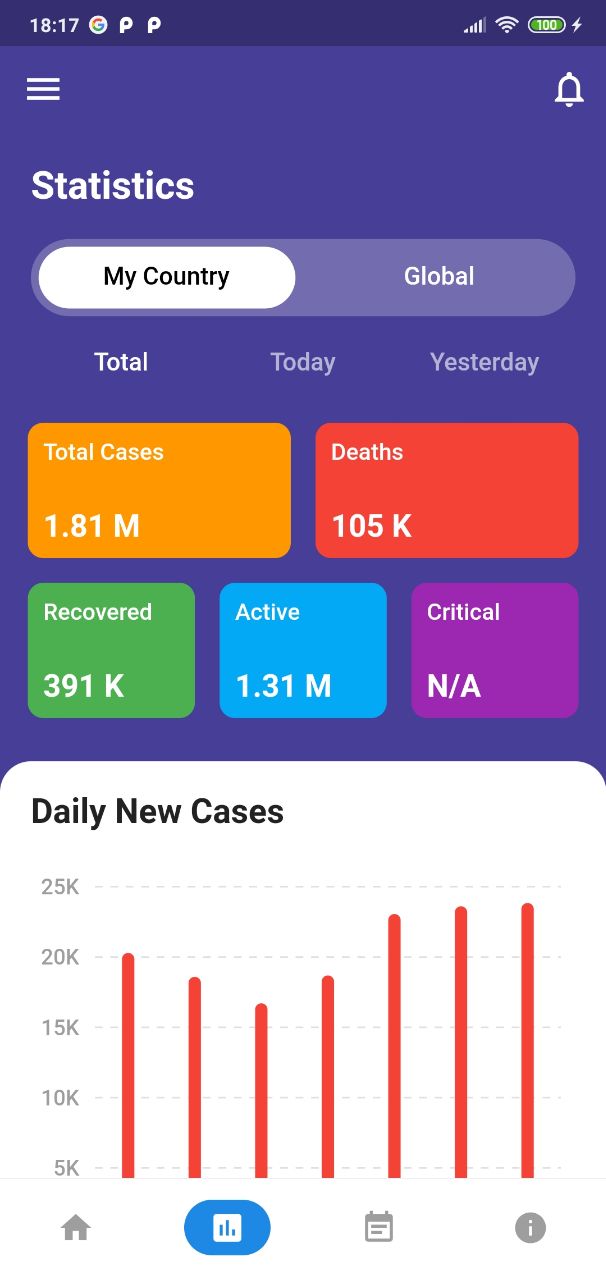 18:17 100
Statistics
My Country Global
Total Today Yesterday
Total Cases Deaths
1.81 M 105 K
Recovered Active Critical
391 K 1.31 M N/A
Daily New Cases
25K
20K
15K
10K
5K